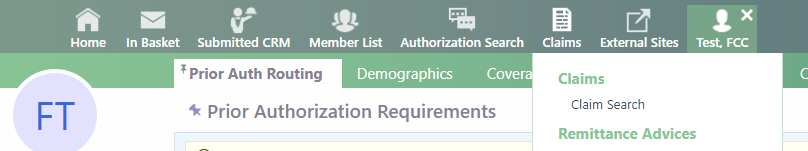 Home In Basket Submitted CRM Member List Authorization Search Claims External Sites Test, FCC
Prior Auth Routing Demographics Covera
Claims
Claim Search
Remittance Advices
FT
Prior Authorization Requirements